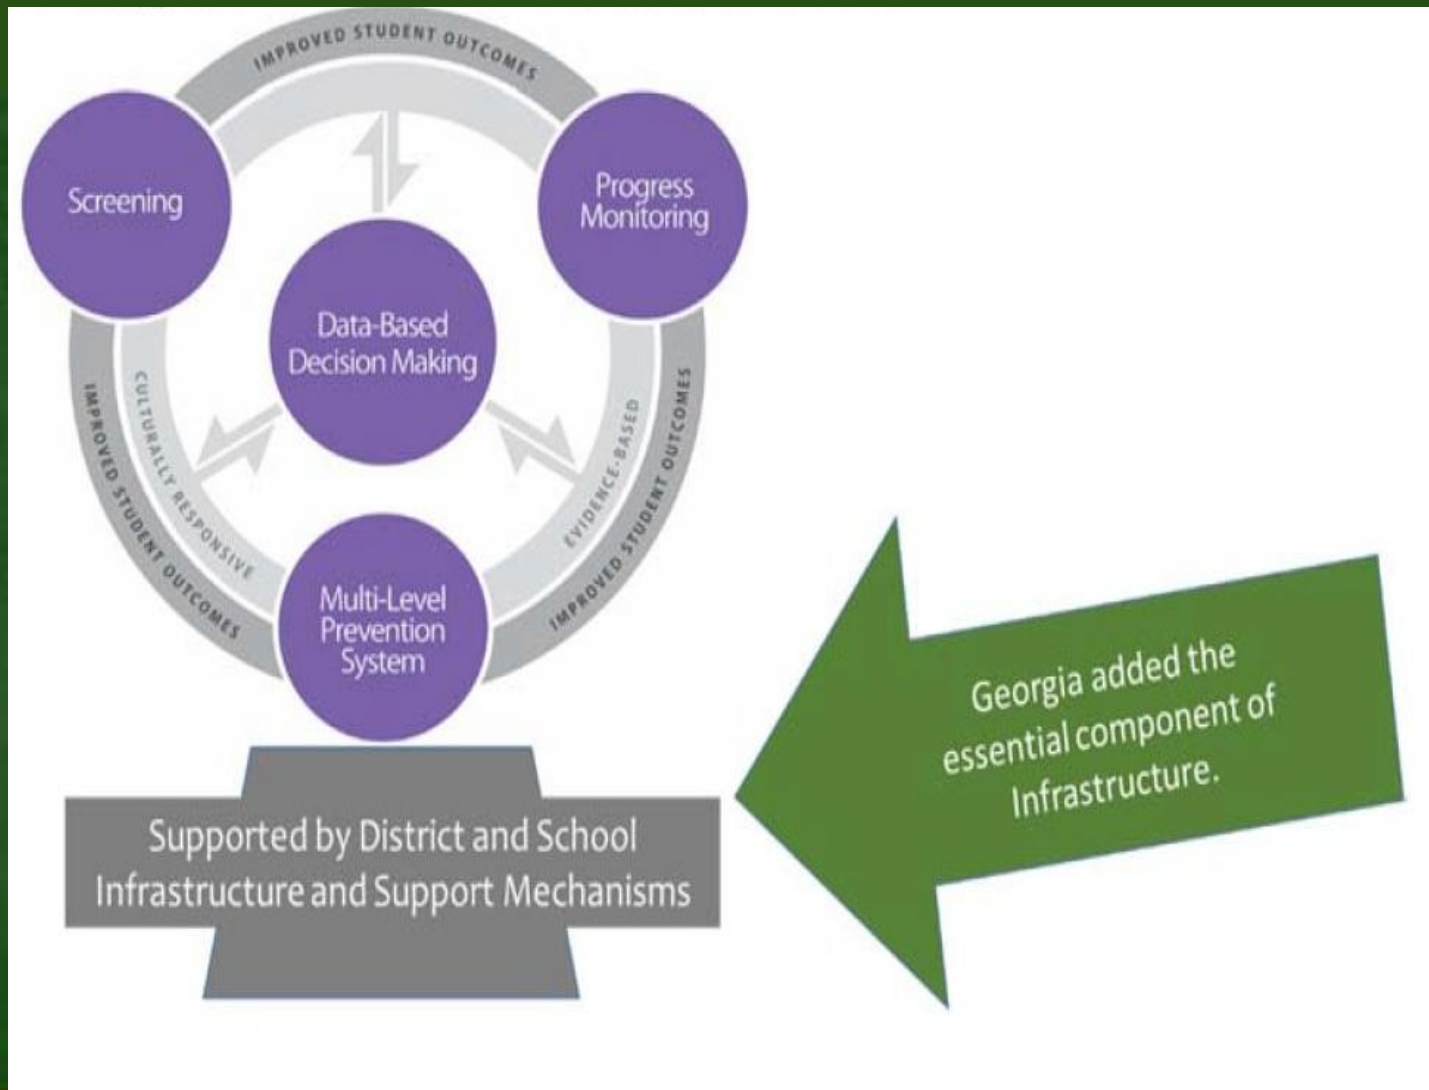 IMPROVED STUDENT OUTCOMES
Screening
Progress
Monitoring
Data-Based
Decision Making
IMPROVED STUDENT OUTCOMES
CULTURALLY RESPONSIVE
EVIDENCE-BASED
IMPROVED STUDENT OUTCOMES
Multi-Level
Prevention
System
Supported by District and School
Infrastructure and Support Mechanisms
Georgia added the
essential component of
Infrastructure.